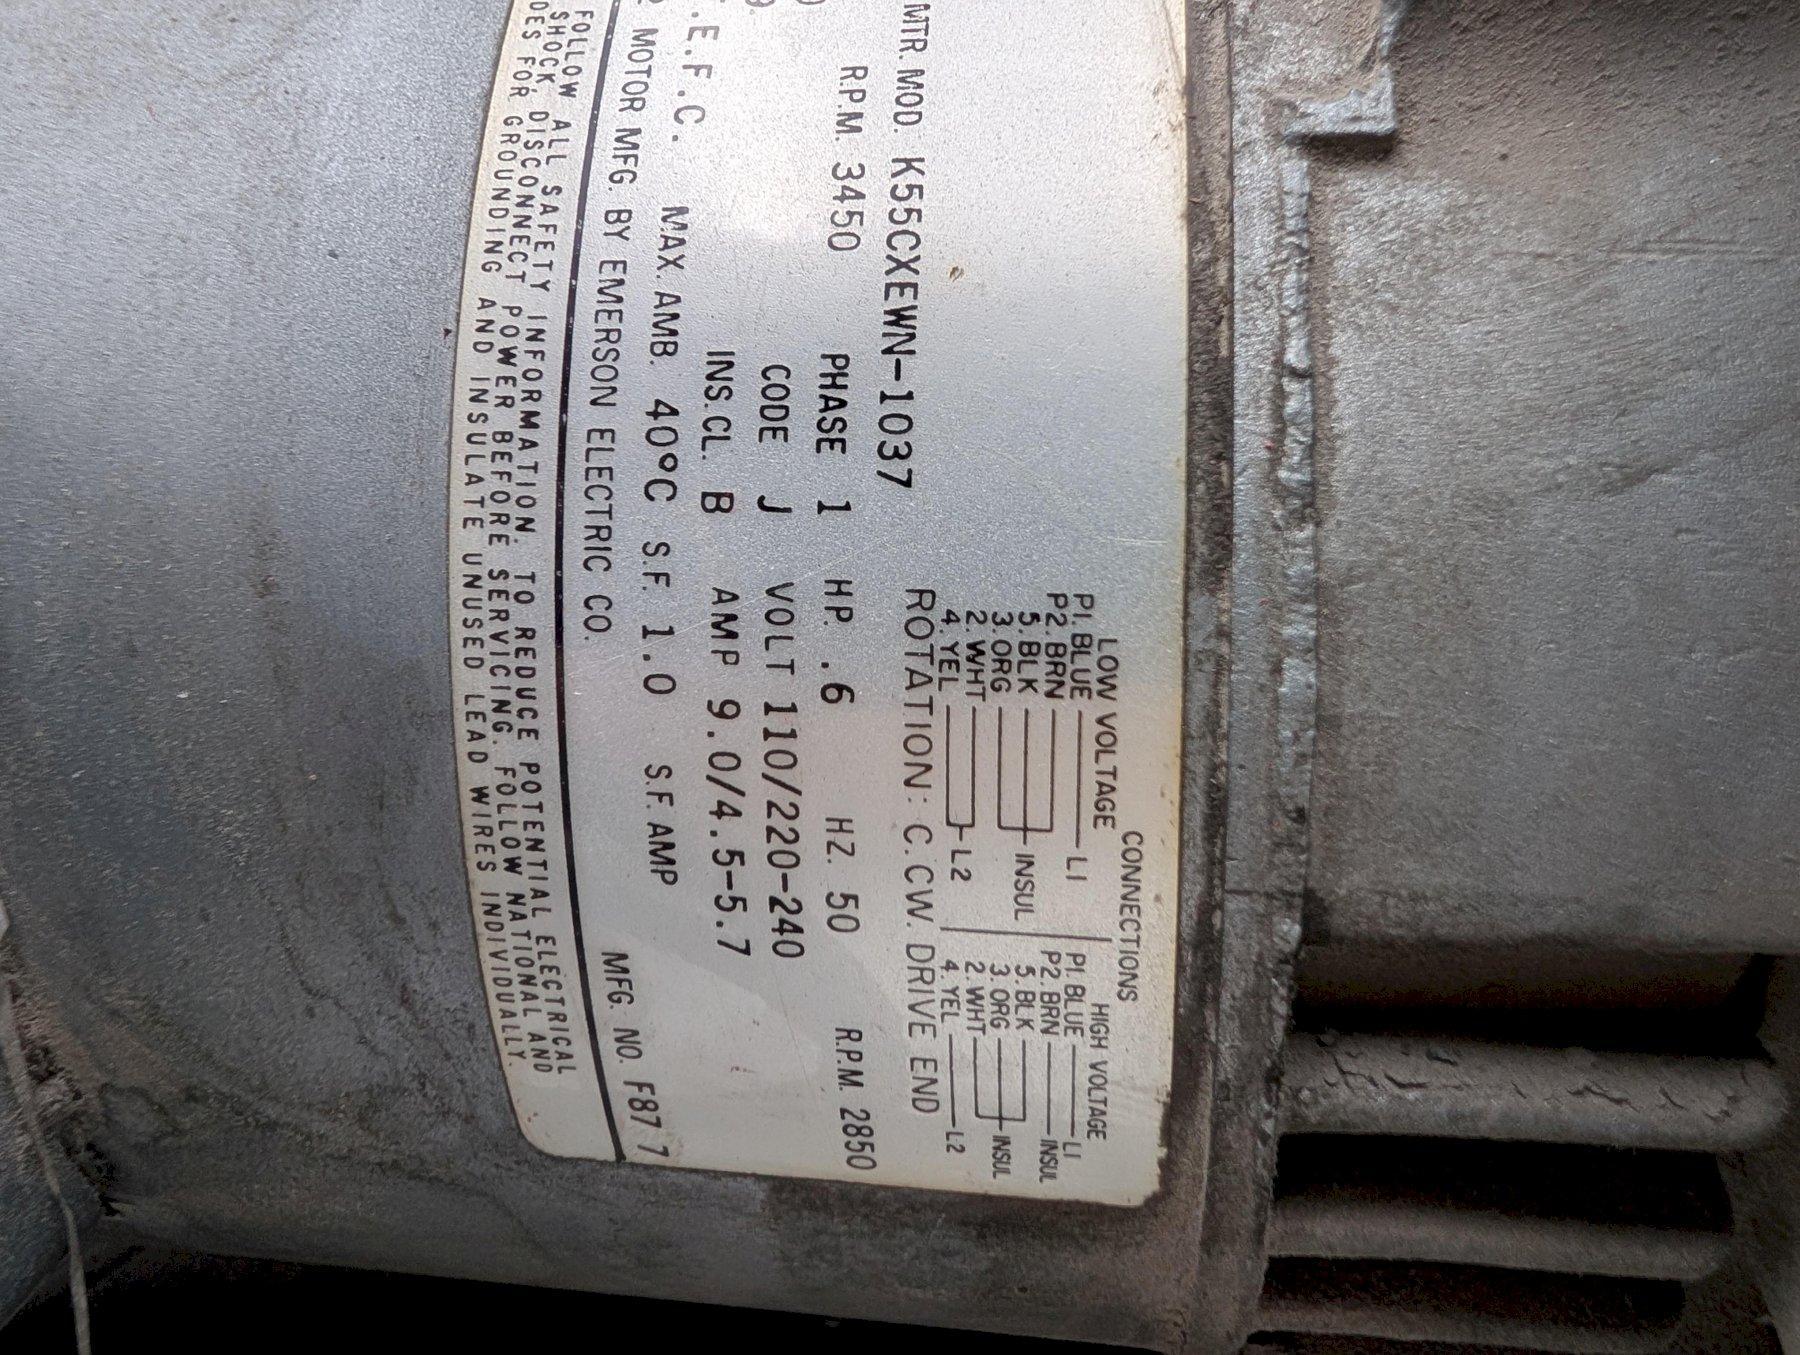 CONNECTIONS
LOW VOLTAGE HIGH VOLTAGE
P1. BLUE L1 P1. BLUE L1
P2. BRN P2. BRN INSUL
5. BLK INSUL 5. BLK
3. ORG 3. ORG INSUL
2. WHT L2 2. WHT
4. YEL 4. YEL L2
MTR. MOD. K55CXEWN-1037 ROTATION: C.CW. DRIVE END
R.P.M. 3450 PHASE 1 HP. .6 HZ. 50 R.P.M. 2850
CODE J VOLT 110/220-240
.E.F.C. INS.CL. B AMP 9.0/4.5-5.7
MAX. AMB. 40°C S.F. 1.0 S.F. AMP
MOTOR MFG. BY EMERSON ELECTRIC CO. MFG. NO. F87 7
FOLLOW ALL SAFETY INFORMATION. TO REDUCE POTENTIAL ELECTRICAL
SHOCK, DISCONNECT POWER BEFORE SERVICING. FOLLOW NATIONAL AND
DES FOR GROUNDING AND INSULATE UNUSED LEAD WIRES INDIVIDUALLY.